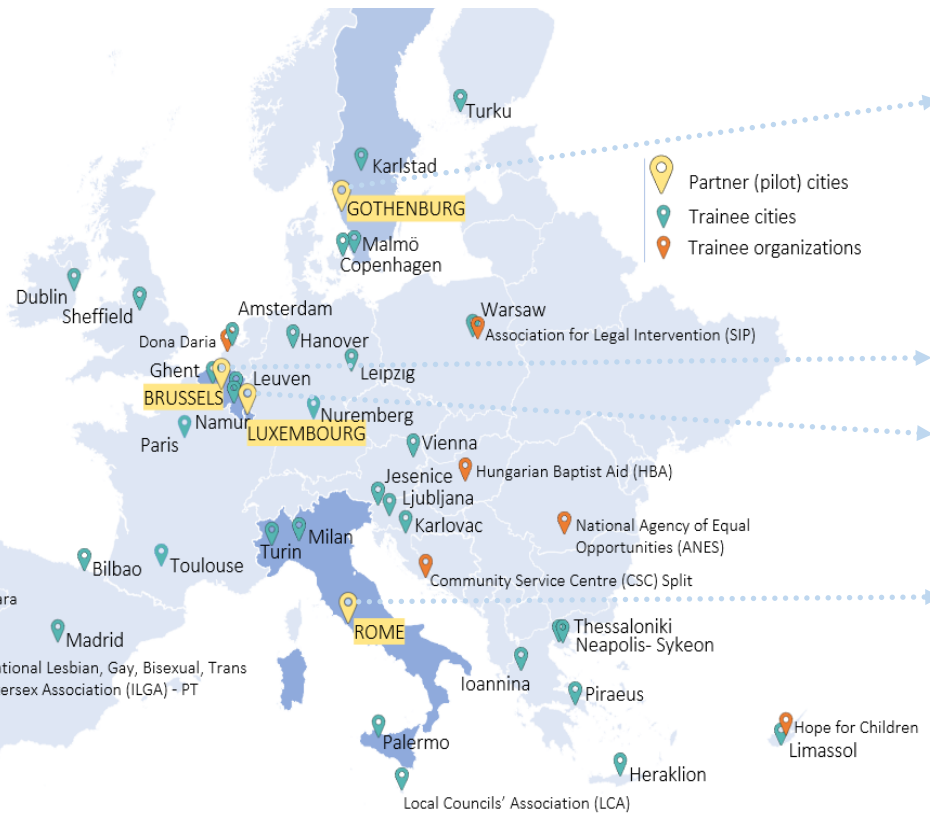 Turku
Karlstad
GOTHENBURG
Partner (pilot) cities
Trainee cities
Trainee organizations
Malmö
Copenhagen
Dublin
Sheffield
Amsterdam
Dona Daria
Hanover
Warsaw
Association for Legal Intervention (SIP)
Ghent
Leuven
Leipzig
BRUSSELS
Namur
LUXEMBOURG
Nuremberg
Paris
Vienna
Jesenice
Hungarian Baptist Aid (HBA)
Ljubljana
Karlovac
National Agency of Equal
Opportunities (ANES)
Turin
Milan
Bilbao
Toulouse
Community Service Centre (CSC) Split
ara
ROME
Madrid
Thessaloniki
Neapolis- Sykeon
ational Lesbian, Gay, Bisexual, Trans
ersex Association (ILGA) - PT
Ioannina
Piraeus
Palermo
Hope for Children
Limassol
Heraklion
Local Councils’ Association (LCA)